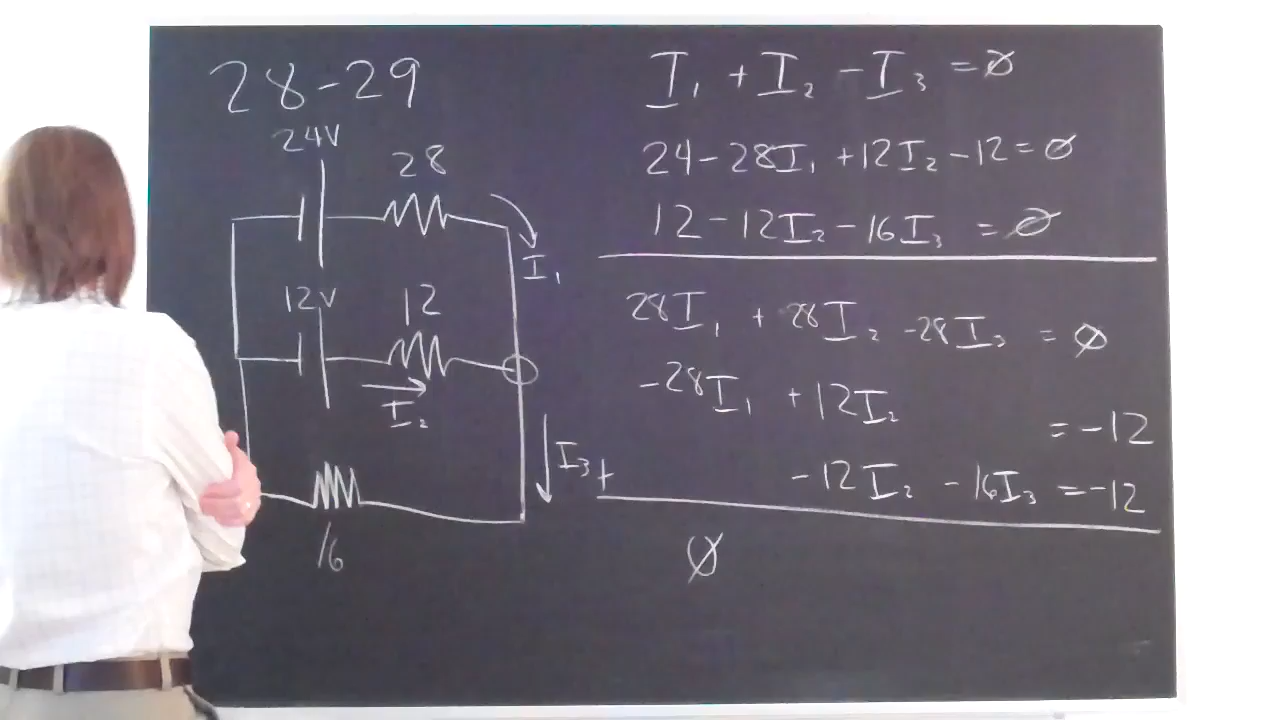 28-29
24V
28
I₁
12V
12
I₂
I₃
16
I₁ + I₂ - I₃ = Ø
24 - 28I₁ + 12I₂ - 12 = Ø
12 - 12I₂ - 16I₃ = Ø
28I₁ + 28I₂ - 28I₃ = Ø
-28I₁ + 12I₂ = -12
-12I₂ - 16I₃ = -12
+
Ø